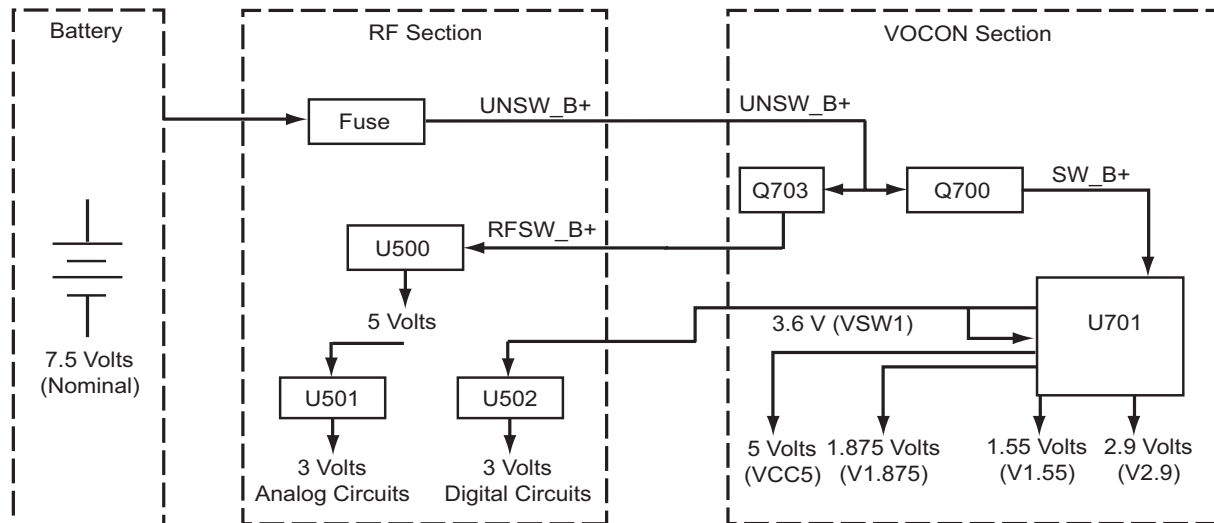 Battery
RF Section
VOCON Section
UNSW_B+
UNSW_B+
Fuse
SW_B+
Q703
Q700
RFSW_B+
U500
U701
5 Volts
3.6 V (VSW1)
7.5 Volts
(Nominal)
U501
U502
3 Volts
Analog Circuits
3 Volts
Digital Circuits
5 Volts
(VCC5)
1.875 Volts
(V1.875)
1.55 Volts
(V1.55)
2.9 Volts
(V2.9)